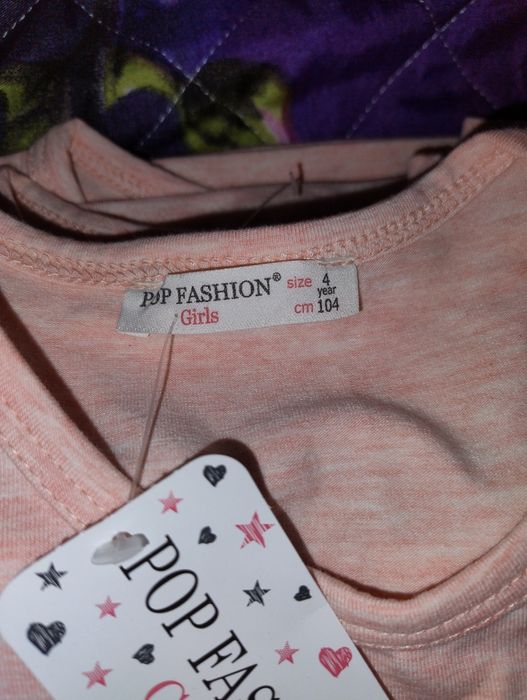 POP FASHION® size 4 year
Girls cm 104
POP FAS